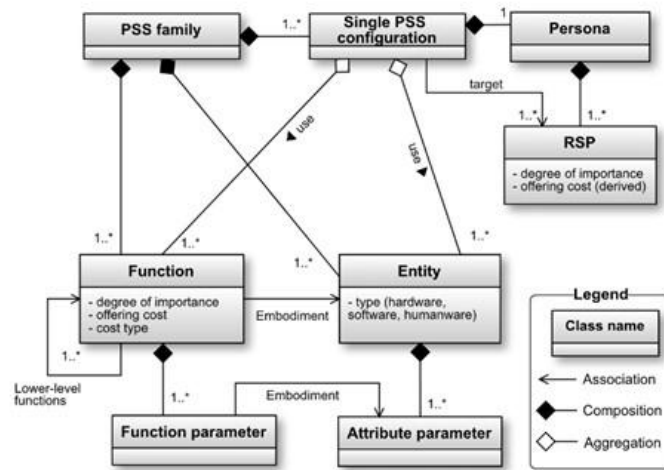 PSS family
1..*
Single PSS
configuration
1
Persona
target
1..*
1..*
RSP
- degree of importance
- offering cost (derived)
use
use
1..*
1..*
1..*
1..*
Function
- degree of importance
- offering cost
- cost type
Embodiment
Entity
- type (hardware,
software, humanware)
1..*
Lower-level
functions
1..*
Embodiment
1..*
Function parameter
Attribute parameter
Legend
Class name
Association
Composition
Aggregation